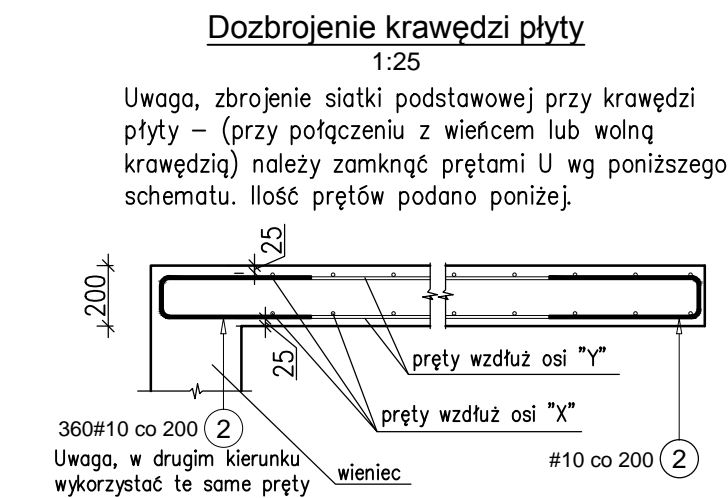 Dozbrojenie krawędzi płyty
1:25
Uwaga, zbrojenie siatki podstawowej przy krawędzi
płyty – (przy połączeniu z wieńcem lub wolną
krawędzią) należy zamknąć prętami U wg poniższego
schematu. Ilość prętów podano poniżej.
25
200
25
pręty wzdłuż osi "Y"
pręty wzdłuż osi "X"
360#10 co 200 2
#10 co 200 2
Uwaga, w drugim kierunku
wykorzystać te same pręty
wieniec